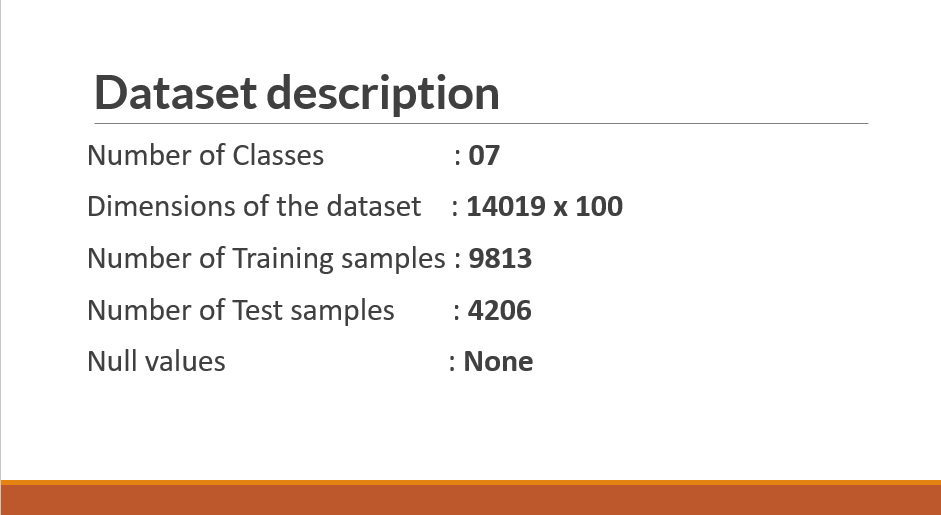 Dataset description
Number of Classes : 07
Dimensions of the dataset : 14019 x 100
Number of Training samples : 9813
Number of Test samples : 4206
Null values : None